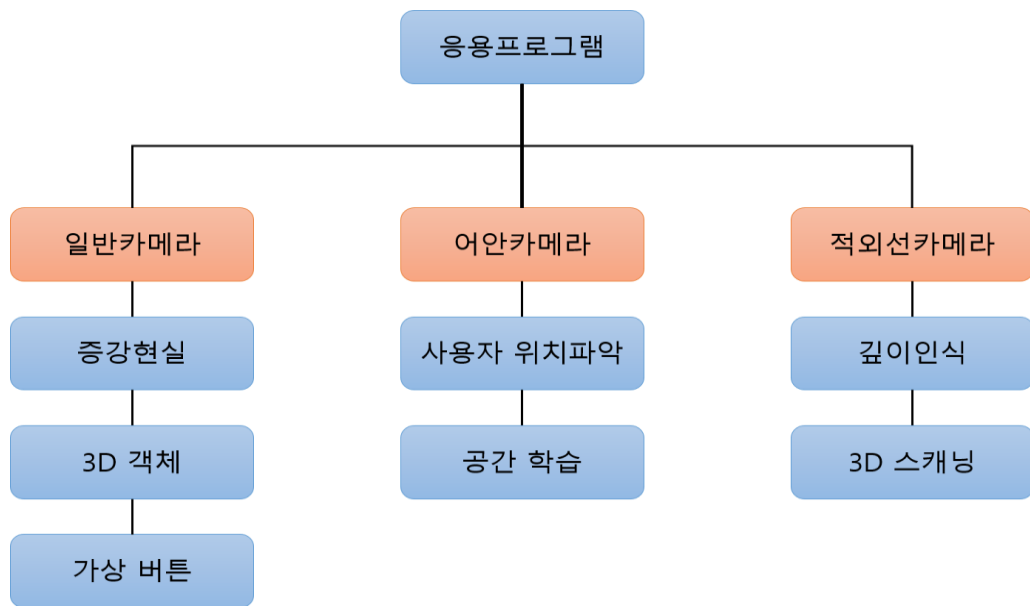 응용프로그램
일반카메라
어안카메라
적외선카메라
증강현실
사용자 위치파악
깊이인식
3D 객체
공간 학습
3D 스캐닝
가상 버튼